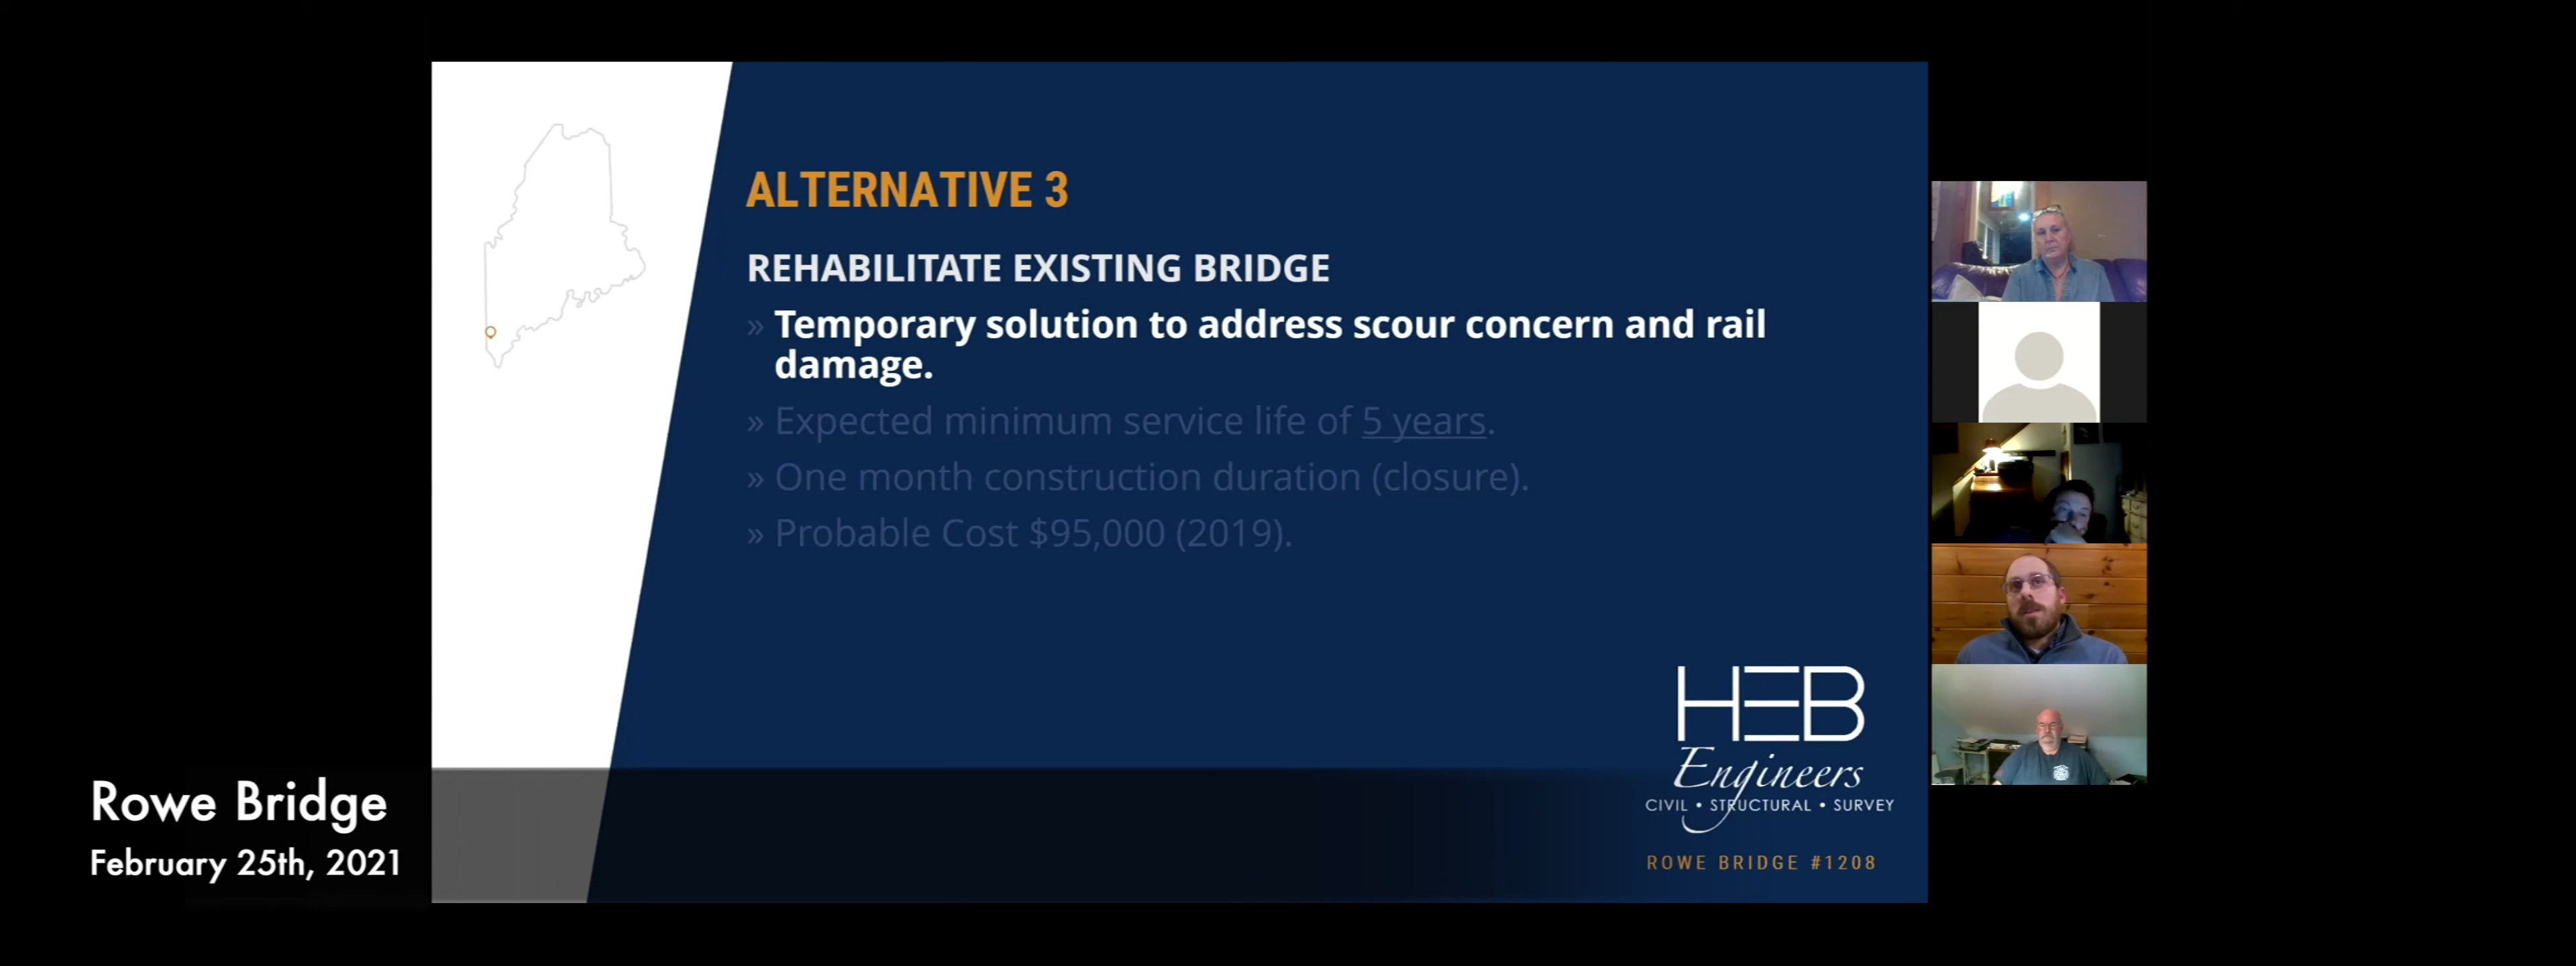 ALTERNATIVE 3
REHABILITATE EXISTING BRIDGE
» Temporary solution to address scour concern and rail
damage.
» Expected minimum service life of 5 years.
» One month construction duration (closure).
» Probable Cost $95,000 (2019).
HEB
Engineers
CIVIL • STRUCTURAL • SURVEY
ROWE BRIDGE #1208
Rowe Bridge
February 25th, 2021